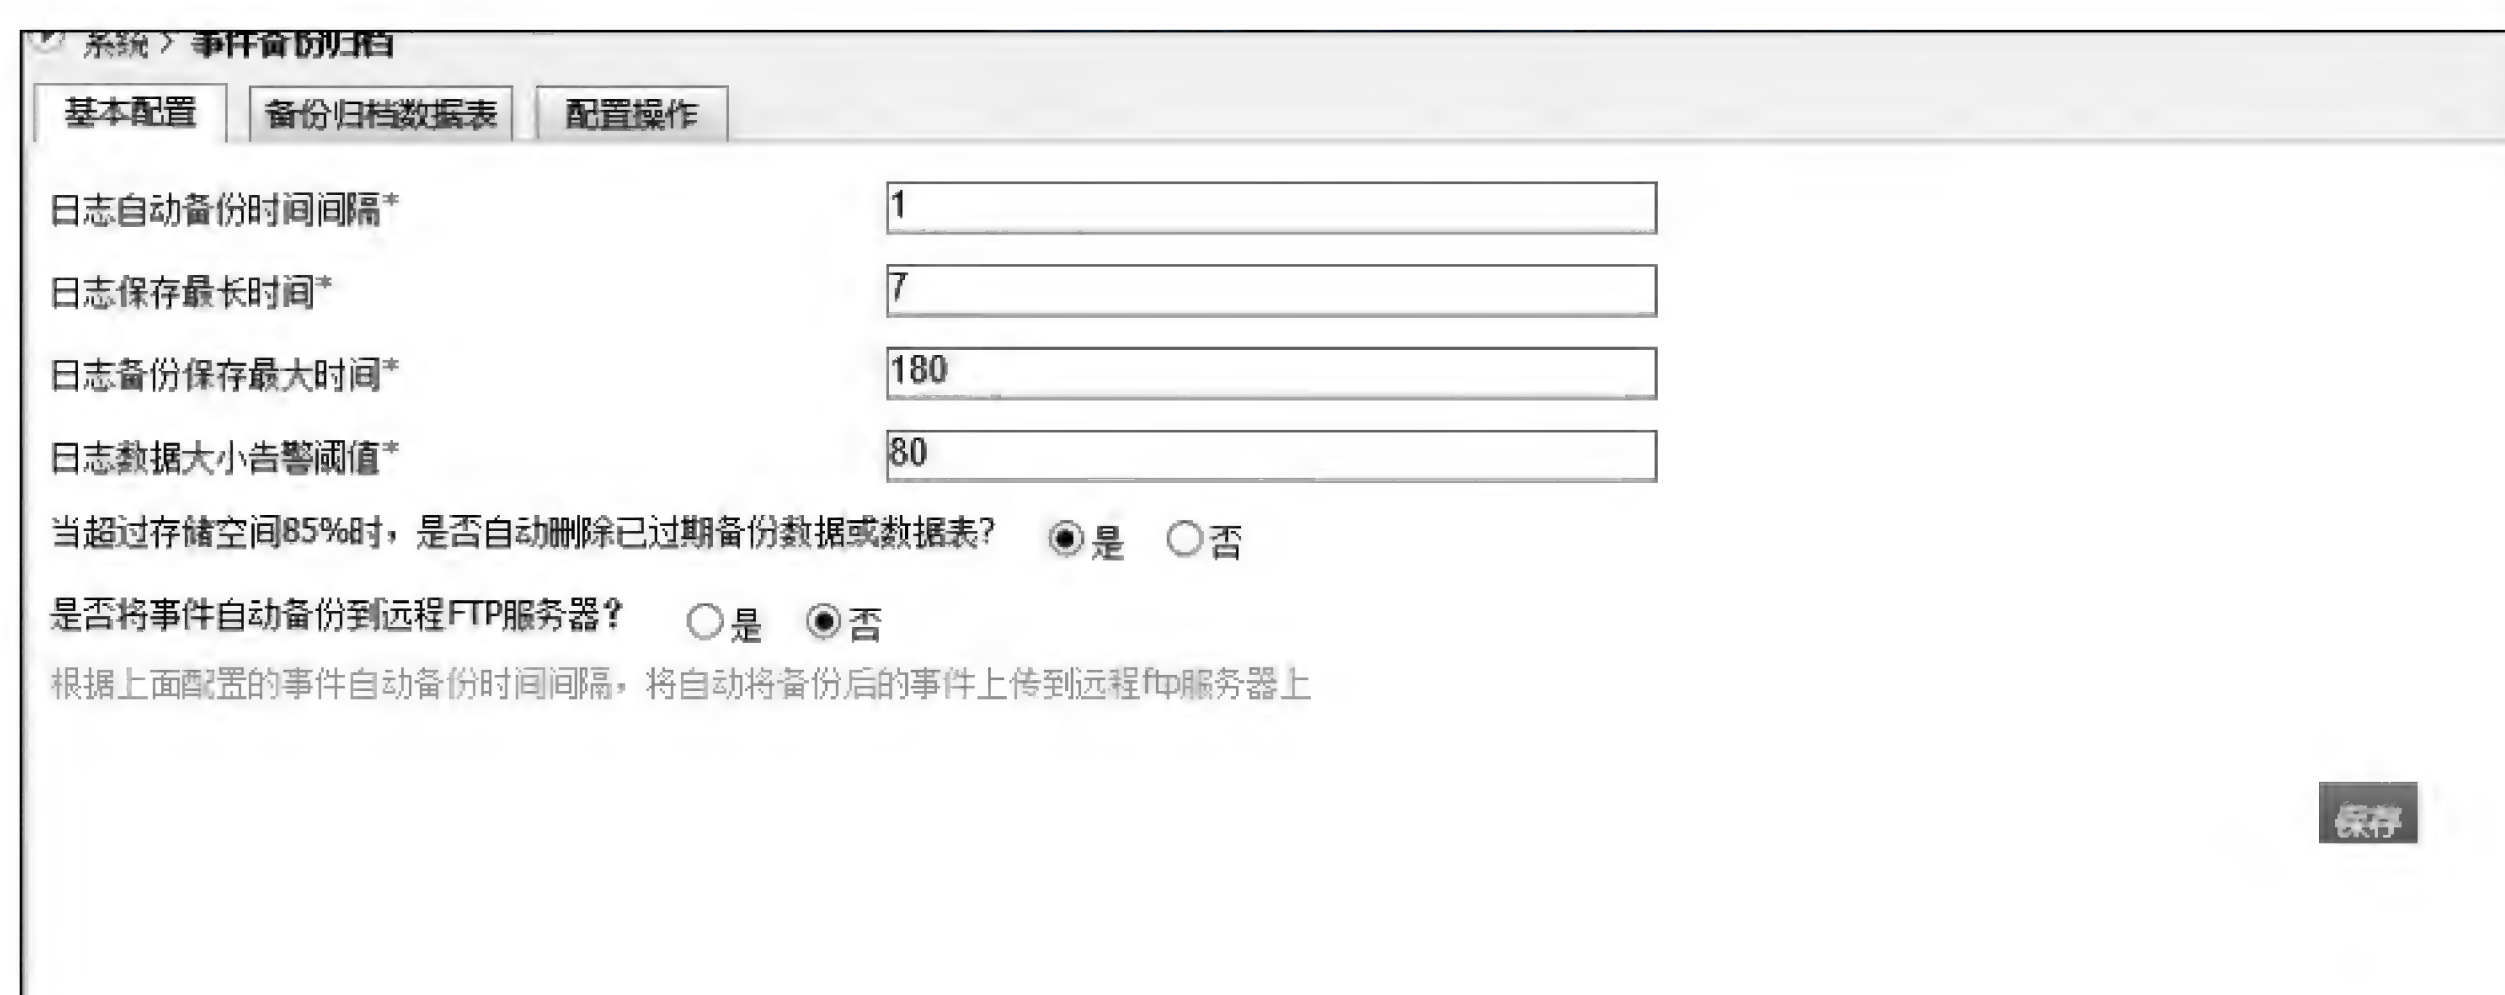 系统 > 事件备份归档
基本配置 备份归档数据表 配置操作
日志自动备份时间间隔* 1
日志保存最长时间* 7
日志备份保存最大时间* 180
日志数据大小告警阈值* 80
当超过存储空间85%时，是否自动删除已过期备份数据或数据表? 是 否
是否将事件自动备份到远程FTP服务器? 是 否
根据上面配置的事件自动备份时间间隔，将自动将备份后的事件上传到远程ftp服务器上
保存